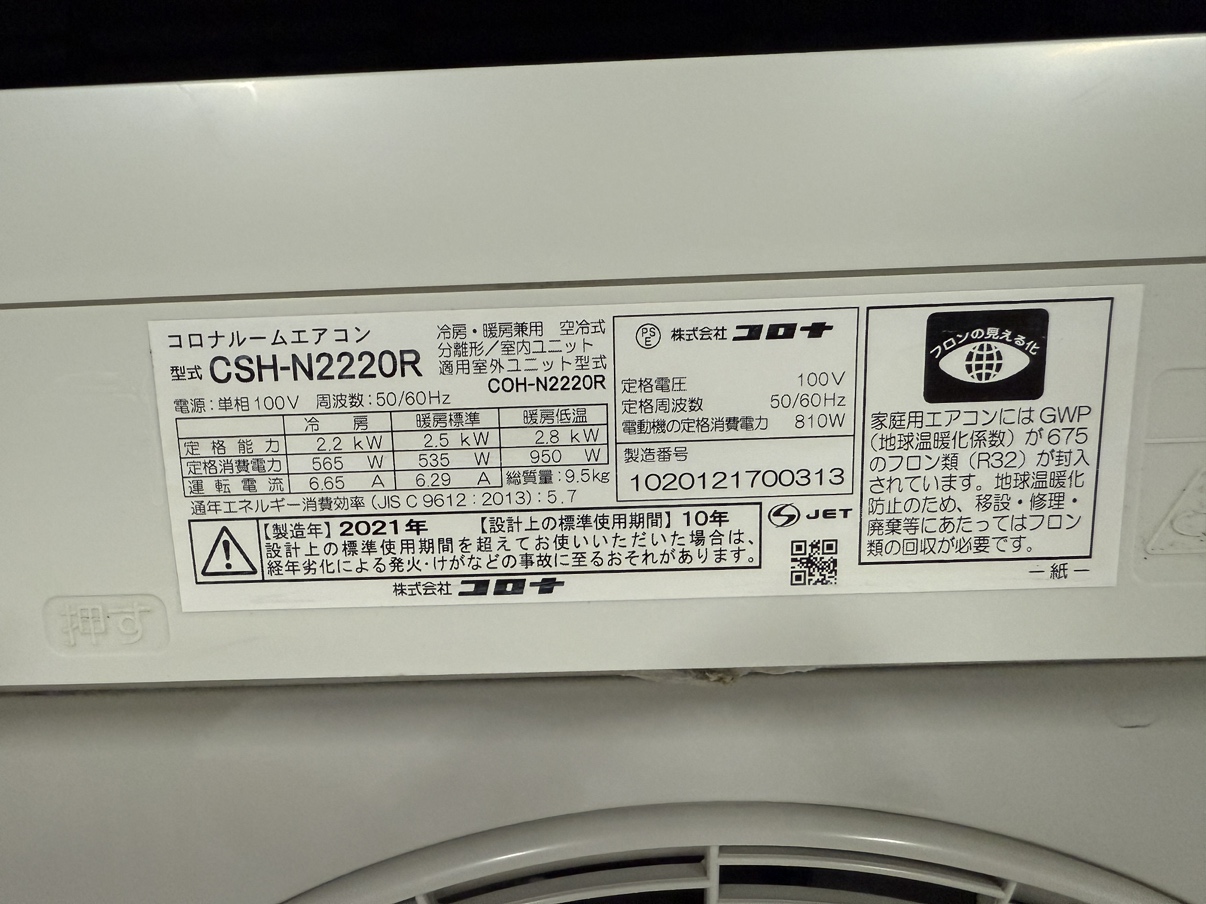 コロナルームエアコン
型式 CSH-N2220R
冷房・暖房兼用 空冷式
分離形／室内ユニット
適用室外ユニット型式
COH-N2220R
電源：単相100V 周波数：50/60Hz
冷 房 暖房標準 暖房低温
定格能力 2.2 kW 2.5 kW 2.8 kW
定格消費電力 565 W 535 W 950 W
運転電流 6.65 A 6.29 A 総質量：9.5kg
通年エネルギー消費効率（JIS C 9612：2013）：5.7
【製造年】2021年 【設計上の標準使用期間】10年
設計上の標準使用期間を超えてお使いいただいた場合は、
経年劣化による発火・けがなどの事故に至るおそれがあります。
株式会社 コロナ
PSE 株式会社 コロナ
定格電圧 100V
定格周波数 50/60Hz
電動機の定格消費電力 810W
製造番号
1020121700313
JET
フロンの見える化
家庭用エアコンにはGWP
（地球温暖化係数）が675
のフロン類（R32）が封入
されています。地球温暖化
防止のため、移設・修理・
廃棄等にあたってはフロン
類の回収が必要です。
－紙－
押す